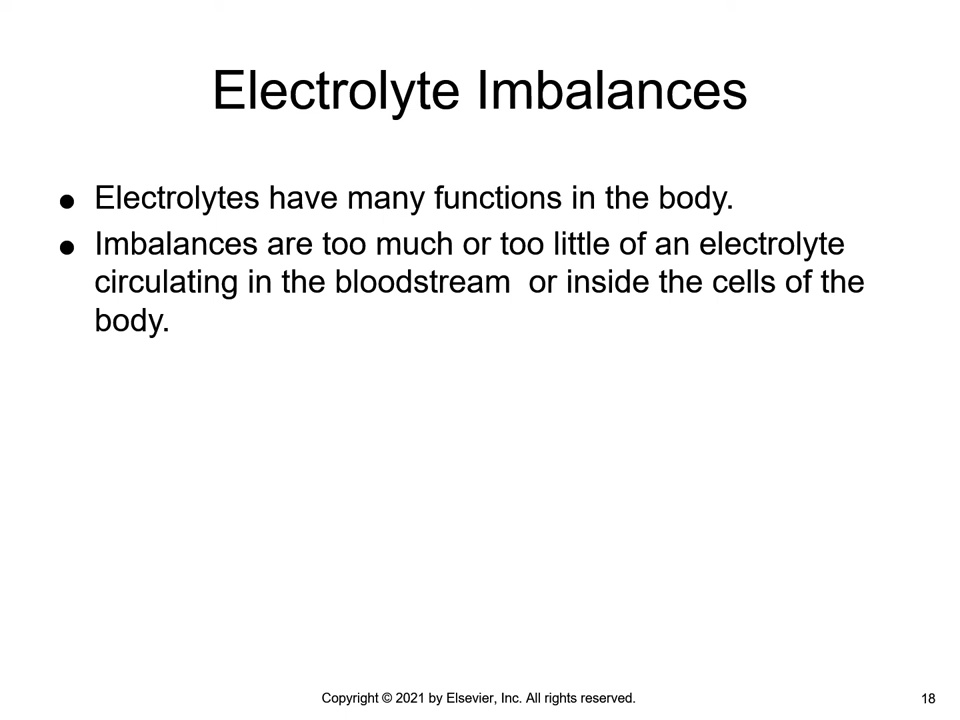 Electrolyte Imbalances
● Electrolytes have many functions in the body.
● Imbalances are too much or too little of an electrolyte
circulating in the bloodstream  or inside the cells of the
body.
Copyright © 2021 by Elsevier, Inc. All rights reserved.
18